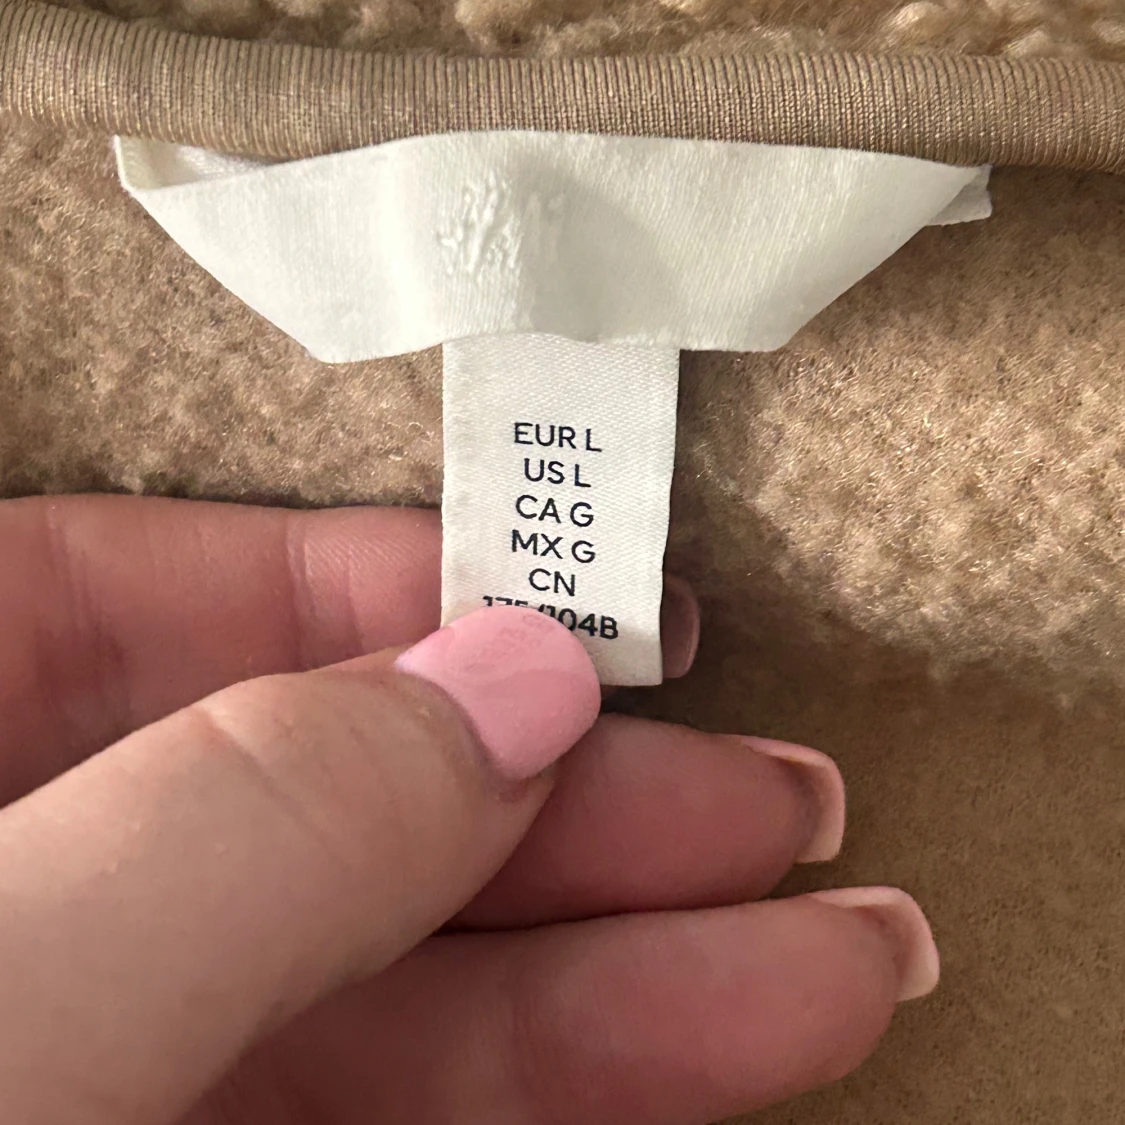 EUR L
US L
CA G
MX G
CN
175/104B